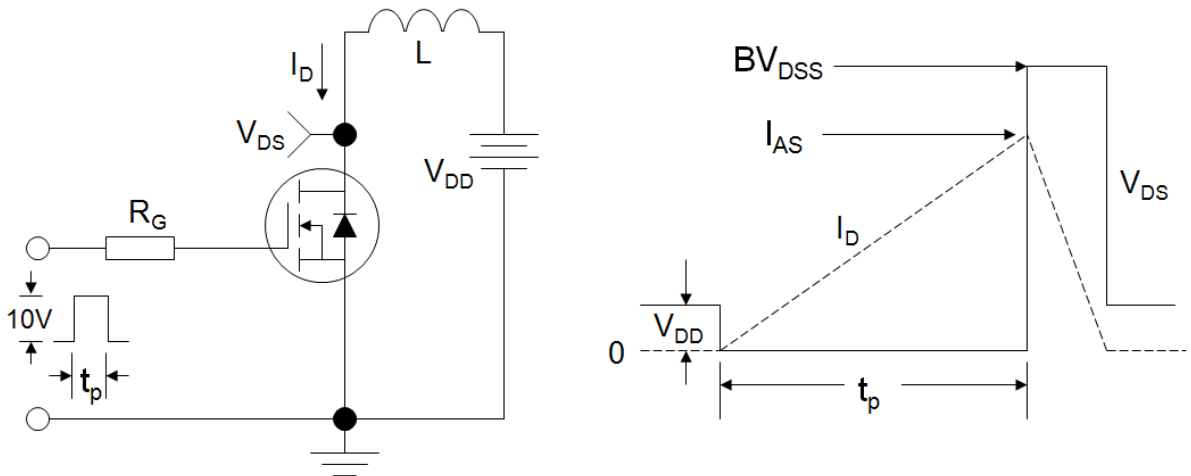 I_D
L
V_DS
V_DD
R_G
10V
t_p
BV_DSS
I_AS
V_DS
I_D
V_DD
0
t_p